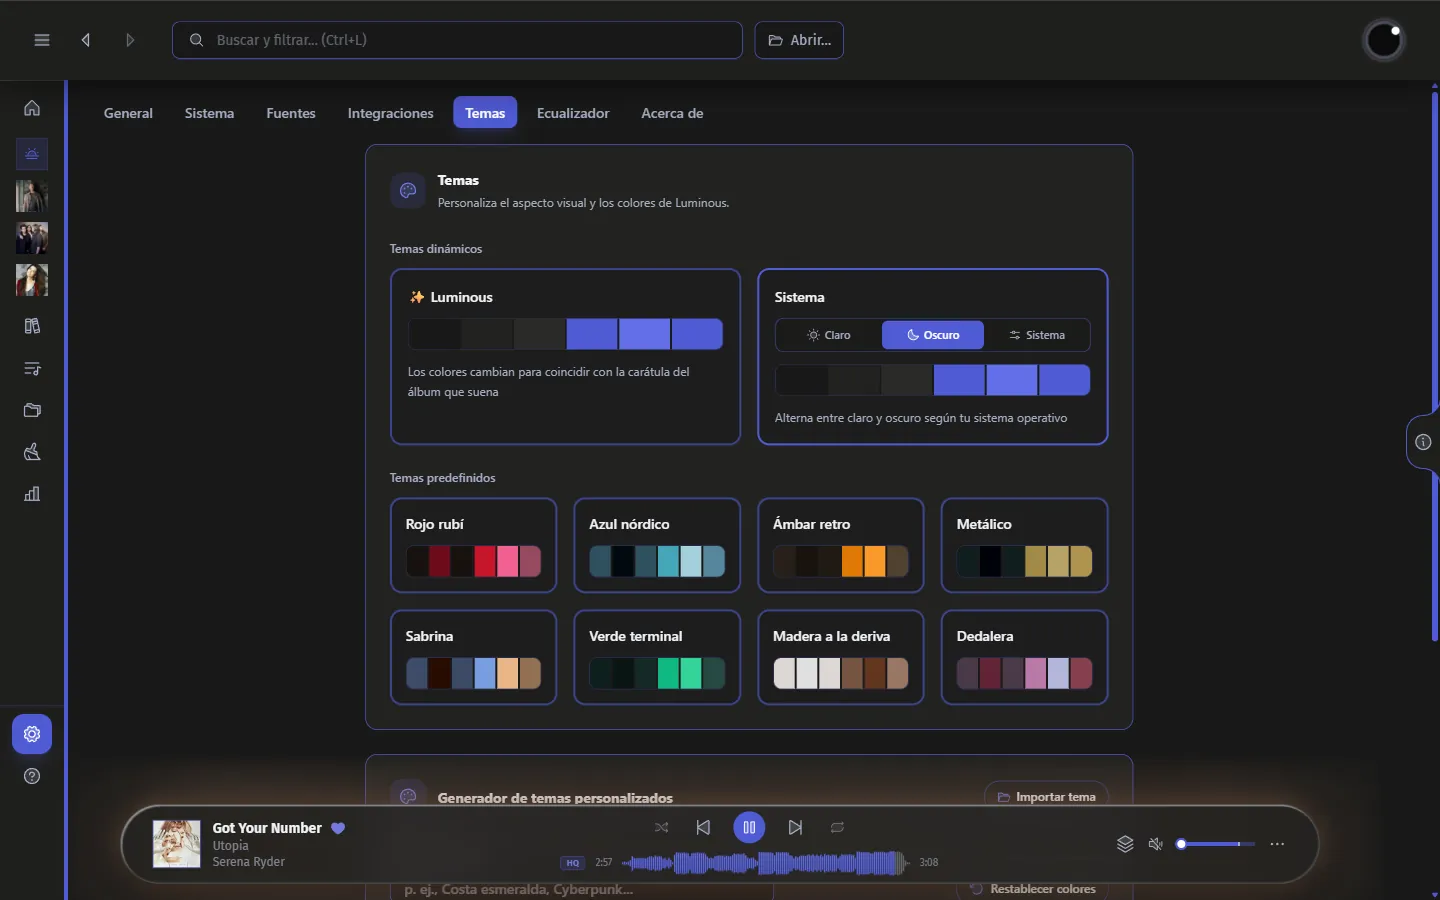 Buscar y filtrar... (Ctrl+L)
Abrir...
General
Sistema
Fuentes
Integraciones
Temas
Ecualizador
Acerca de
Temas
Personaliza el aspecto visual y los colores de Luminous.
Temas dinámicos
✨ Luminous
Los colores cambian para coincidir con la carátula del
álbum que suena
Sistema
Claro
Oscuro
Sistema
Alterna entre claro y oscuro según tu sistema operativo
Temas predefinidos
Rojo rubí
Azul nórdico
Ámbar retro
Metálico
Sabrina
Verde terminal
Madera a la deriva
Dedalera
Generador de temas personalizados
Importar tema
Got Your Number
Utopia
Serena Ryder
HQ
2:57
3:08
p. ej., Costa esmeralda, Cyberpunk...
Restablecer colores